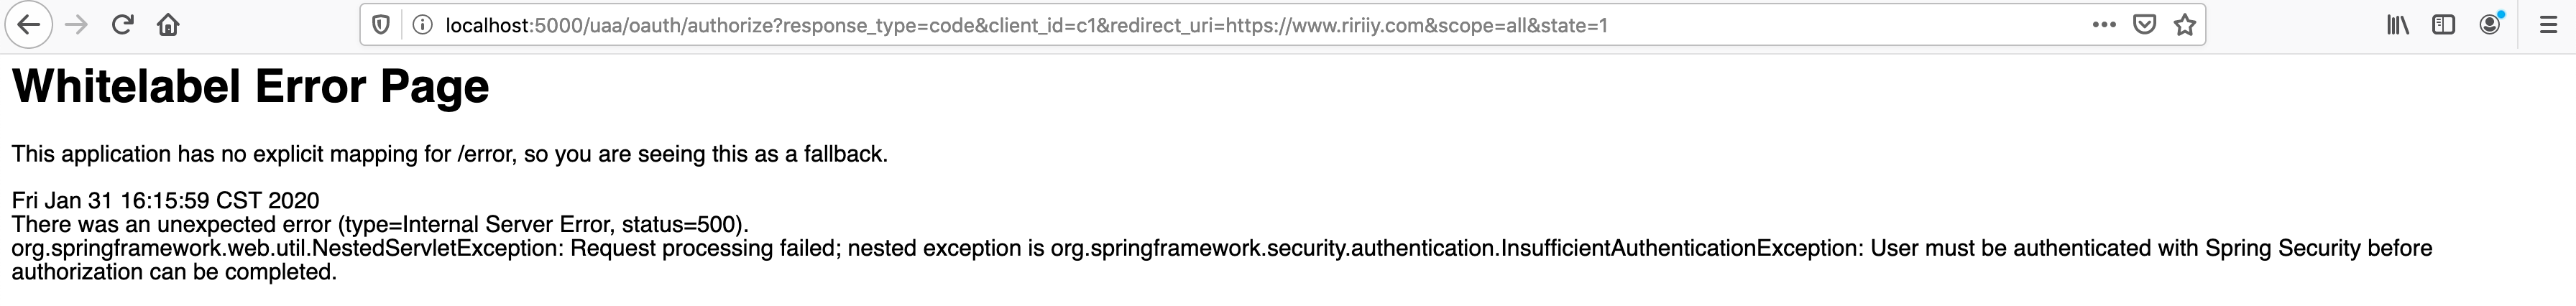 localhost:5000/uaa/oauth/authorize?response_type=code&client_id=c1&redirect_uri=https://www.ririiy.com&scope=all&state=1
Whitelabel Error Page
This application has no explicit mapping for /error, so you are seeing this as a fallback.
Fri Jan 31 16:15:59 CST 2020
There was an unexpected error (type=Internal Server Error, status=500).
org.springframework.web.util.NestedServletException: Request processing failed; nested exception is org.springframework.security.authentication.InsufficientAuthenticationException: User must be authenticated with Spring Security before
authorization can be completed.